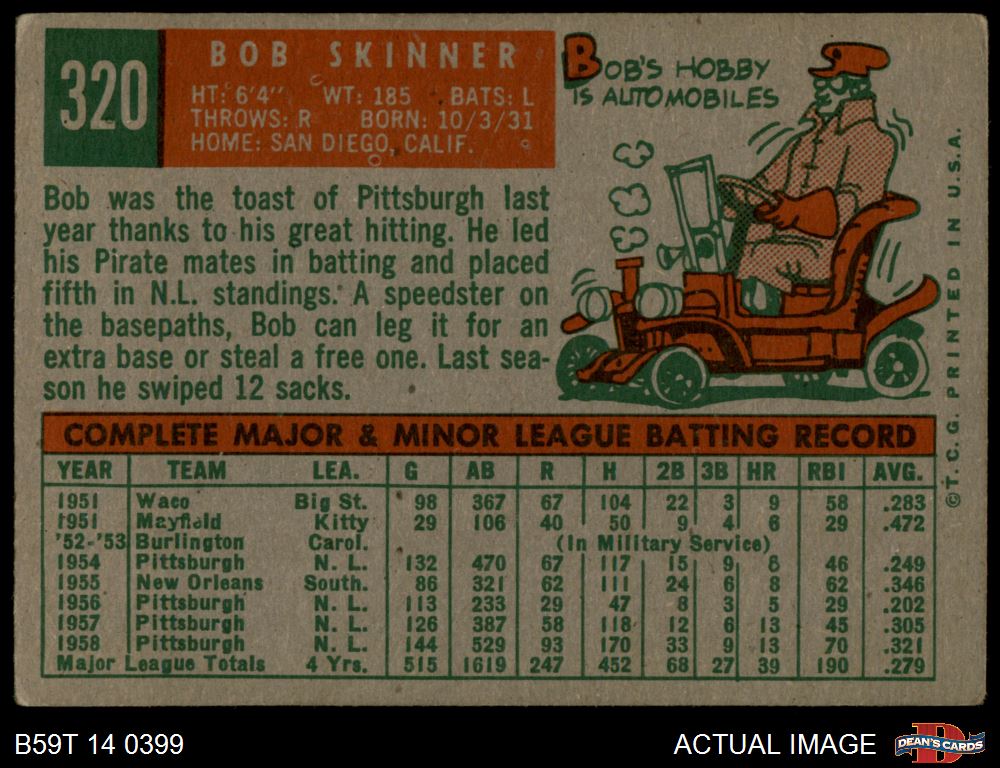 320
BOB SKINNER
HT: 6'4" WT: 185 BATS: L
THROWS: R BORN: 10/3/31
HOME: SAN DIEGO, CALIF.
BOB'S HOBBY
IS AUTOMOBILES
Bob was the toast of Pittsburgh last
year thanks to his great hitting. He led
his Pirate mates in batting and placed
fifth in N.L. standings. A speedster on
the basepaths, Bob can leg it for an
extra base or steal a free one. Last sea-
son he swiped 12 sacks.
COMPLETE MAJOR & MINOR LEAGUE BATTING RECORD
YEAR TEAM LEA. G AB R H 2B 3B HR RBI AVG.
1951 Waco Big St. 98 367 67 104 22 3 9 58 .283
1951 Mayfield Kitty 29 106 40 50 9 4 6 29 .472
'52-'53 Burlington Carol. (In Military Service)
1954 Pittsburgh N. L. 132 470 67 117 15 9 8 46 .249
1955 New Orleans South. 86 321 62 111 24 6 8 62 .346
1956 Pittsburgh N. L. 113 233 29 47 8 3 5 29 .202
1957 Pittsburgh N. L. 126 387 58 118 12 6 13 45 .305
1958 Pittsburgh N. L. 144 529 93 170 33 9 13 70 .321
Major League Totals 4 Yrs. 515 1619 247 452 68 27 39 190 .279
©T. C. G. PRINTED IN U.S.A.
B59T 14 0399
ACTUAL IMAGE
D
DEAN'S CARDS